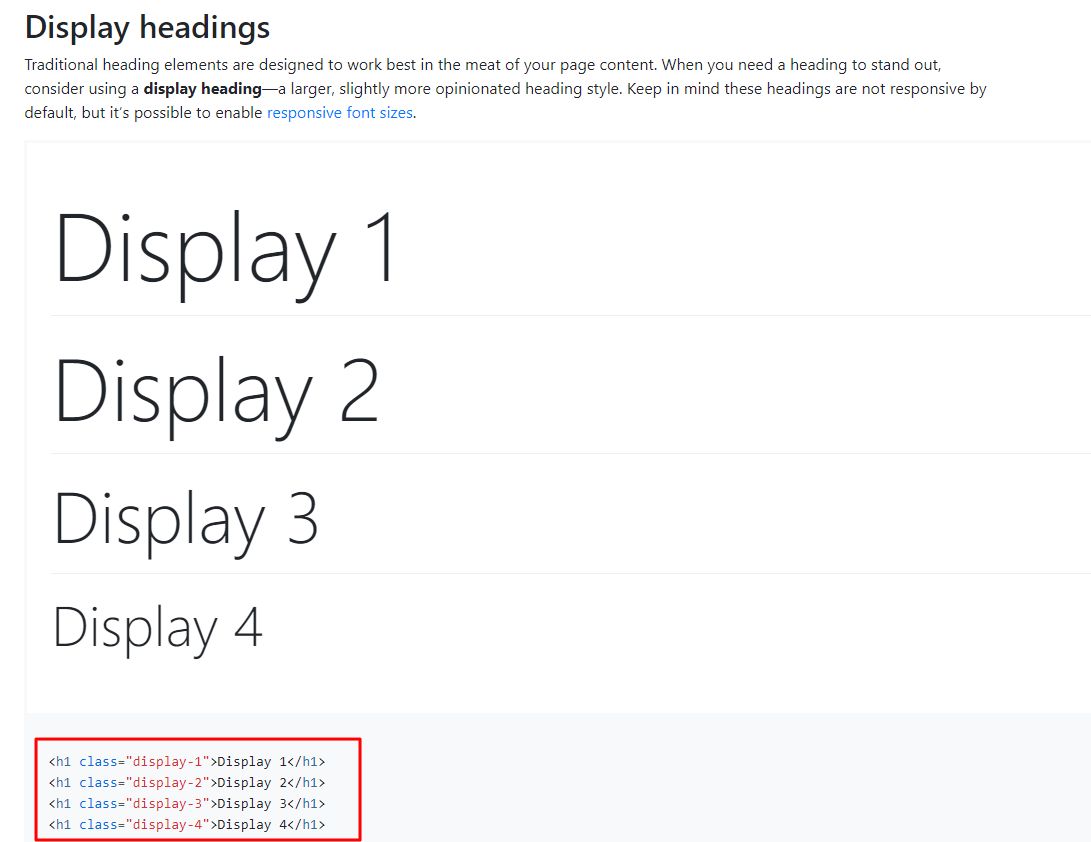 Display headings
Traditional heading elements are designed to work best in the meat of your page content. When you need a heading to stand out,
consider using a display heading—a larger, slightly more opinionated heading style. Keep in mind these headings are not responsive by
default, but it’s possible to enable responsive font sizes.
Display 1
Display 2
Display 3
Display 4
<h1 class="display-1">Display 1</h1>
<h1 class="display-2">Display 2</h1>
<h1 class="display-3">Display 3</h1>
<h1 class="display-4">Display 4</h1>